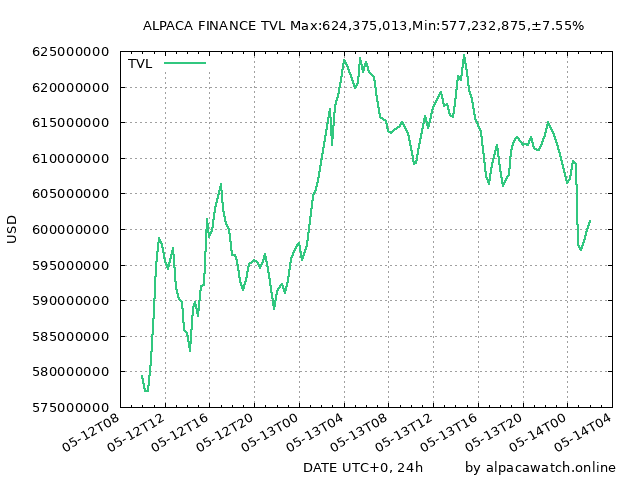 ALPACA FINANCE TVL Max:624,375,013,Min:577,232,875,±7.55%
TVL
625000000
620000000
615000000
610000000
605000000
600000000
595000000
590000000
585000000
580000000
575000000
USD
05-12T08
05-12T12
05-12T16
05-12T20
05-13T00
05-13T04
05-13T08
05-13T12
05-13T16
05-13T20
05-14T00
05-14T04
DATE UTC+0, 24h
by alpacawatch.online